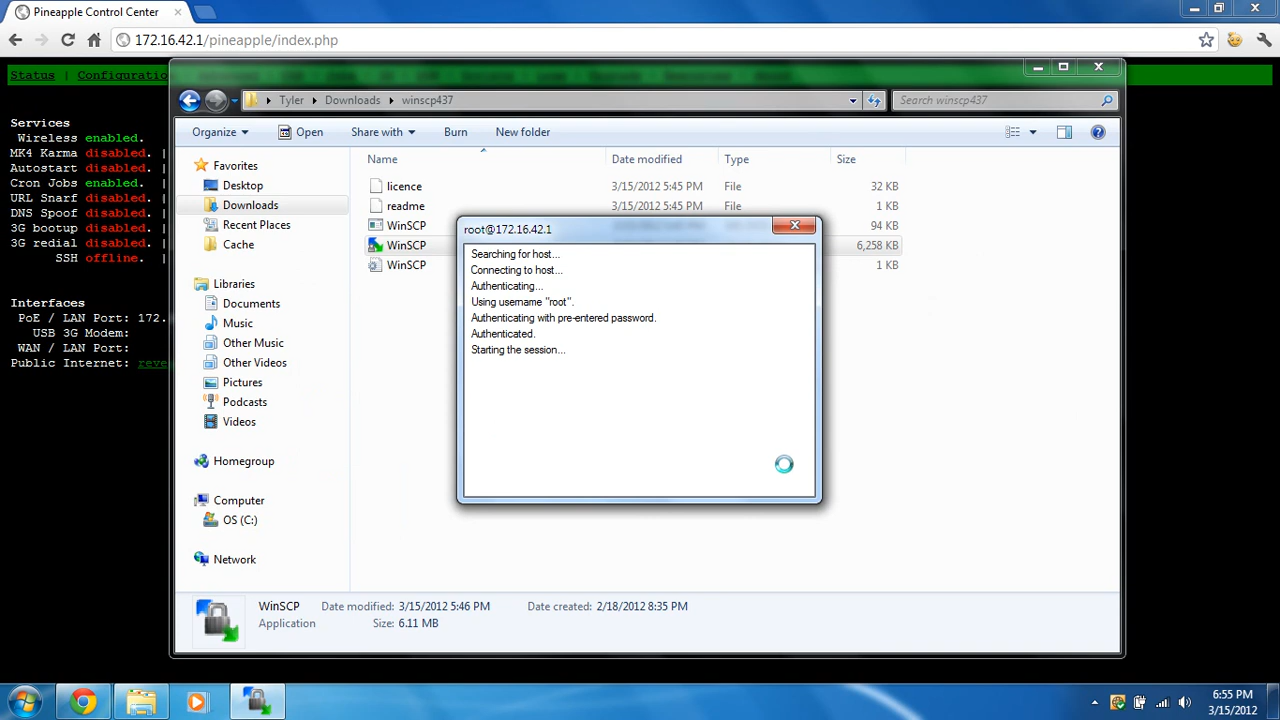 Pineapple Control Center
172.16.42.1/pineapple/index.php
Status | Configuratio
Services
Wireless enabled.
MK4 Karma disabled. |
Autostart disabled. |
Cron Jobs enabled. |
URL Snarf disabled. |
DNS Spoof disabled. |
3G bootup disabled. |
3G redial disabled. |
SSH offline. |
Interfaces
PoE / LAN Port: 172.
USB 3G Modem:
WAN / LAN Port:
Public Internet: reve
Tyler Downloads winscp437
Search winscp437
Organize Open Share with Burn New folder
Favorites
Desktop
Downloads
Recent Places
Cache
Libraries
Documents
Music
Other Music
Other Videos
Pictures
Podcasts
Videos
Homegroup
Computer
OS (C:)
Network
Name Date modified Type Size
licence 3/15/2012 5:45 PM File 32 KB
readme 3/15/2012 5:45 PM File 1 KB
WinSCP 94 KB
WinSCP 6,258 KB
WinSCP 1 KB
root@172.16.42.1
Searching for host...
Connecting to host...
Authenticating...
Using username "root".
Authenticating with pre-entered password.
Authenticated.
Starting the session...
WinSCP Date modified: 3/15/2012 5:46 PM Date created: 2/18/2012 8:35 PM
Application Size: 6.11 MB
6:55 PM
3/15/2012